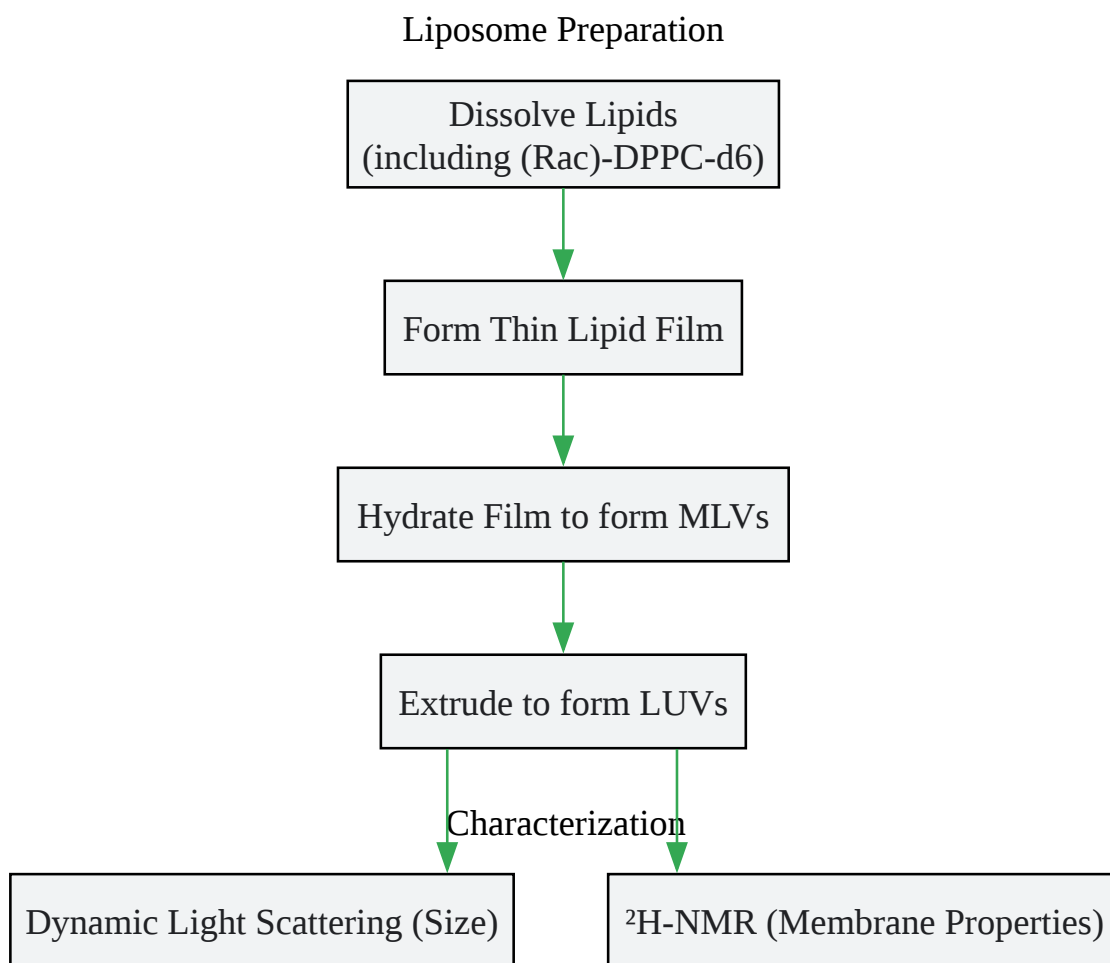 Liposome Preparation
Dissolve Lipids
(including (Rac)-DPPC-d6)
Form Thin Lipid Film
Hydrate Film to form MLVs
Extrude to form LUVs
Characterization
Dynamic Light Scattering (Size)
²H-NMR (Membrane Properties)